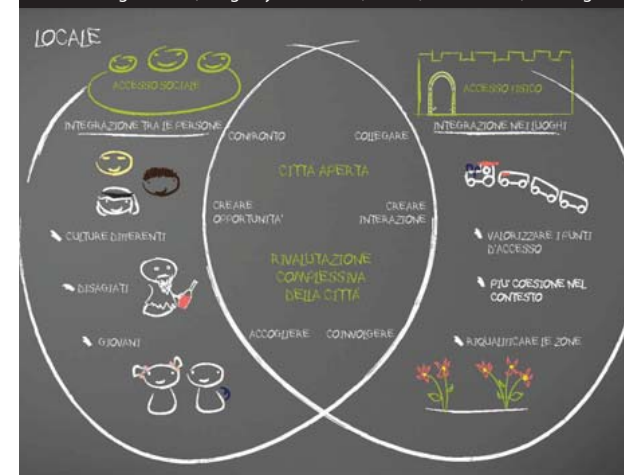 LOCALE
ACCESSO SOCIALE
INTEGRAZIONE TRA LE PERSONE
CULTURE DIFFERENTI
DISAGIATI
GIOVANI
CONFRONTO
COLLEGARE
CITTÀ APERTA
CREARE
OPPORTUNITA'
CREARE
INTERAZIONE
RIVALUTAZIONE
COMPLESSIVA
DELLA CITTÀ
ACCOGLIERE
COINVOLGERE
ACCESSO FISICO
INTEGRAZIONE NEI LUOGHI
VALORIZZARE I PUNTI
D'ACCESSO
PIU' COESIONE NEL
CONTESTO
RIQUALIFICARE LE ZONE